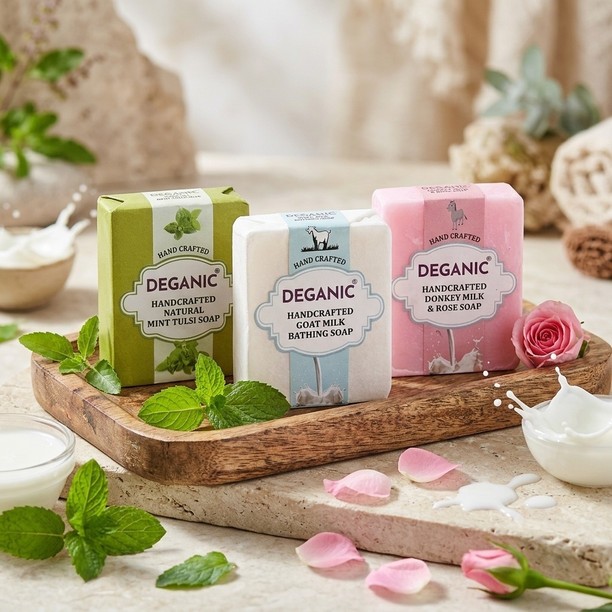 HAND CRAFTED
DEGANIC®
HANDCRAFTED
NATURAL
MINT TULSI SOAP
HAND CRAFTED
DEGANIC®
HANDCRAFTED
GOAT MILK
BATHING SOAP
HAND CRAFTED
DEGANIC®
HANDCRAFTED
DONKEY MILK
& ROSE SOAP